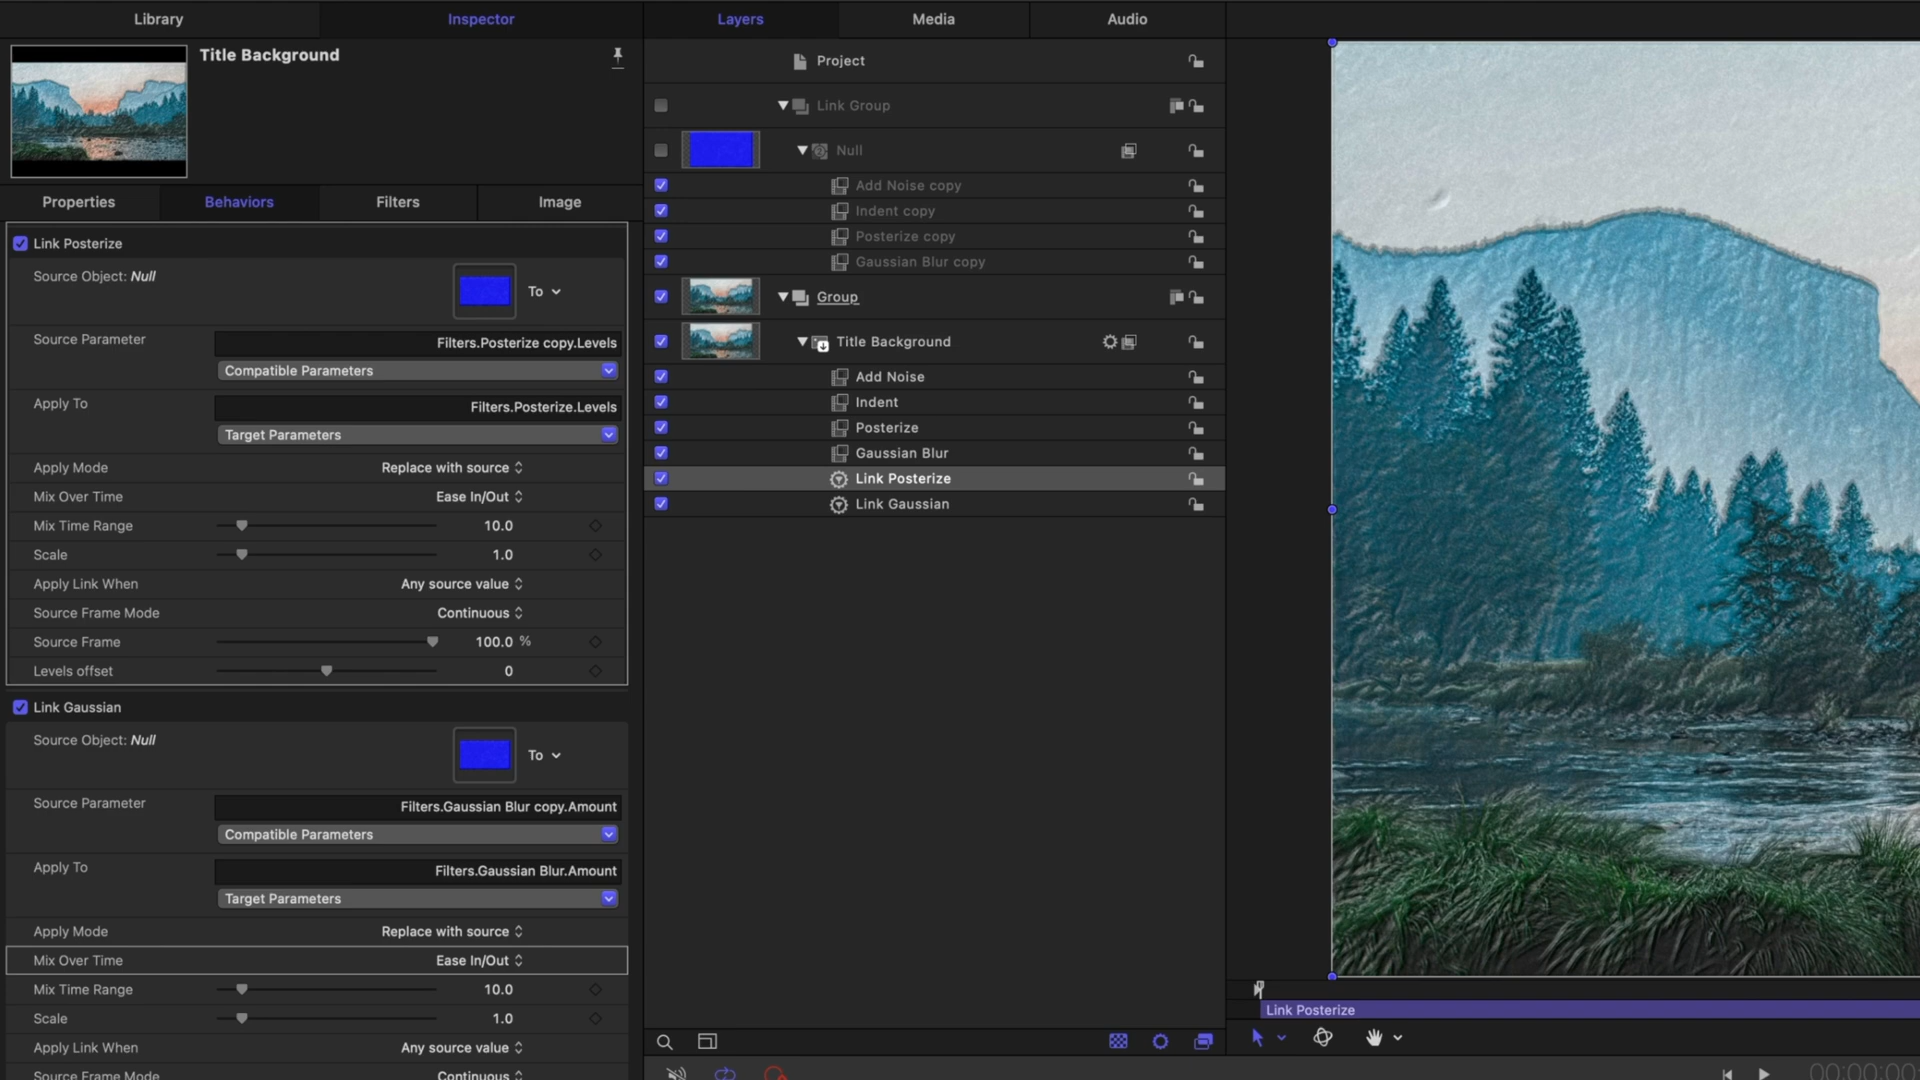 Library
Inspector
Layers
Media
Audio
Title Background
Properties
Behaviors
Filters
Image
Link Posterize
Source Object: Null
To
Source Parameter
Filters.Posterize copy.Levels
Compatible Parameters
Apply To
Filters.Posterize.Levels
Target Parameters
Apply Mode
Replace with source
Mix Over Time
Ease In/Out
Mix Time Range
10.0
Scale
1.0
Apply Link When
Any source value
Source Frame Mode
Continuous
Source Frame
100.0 %
Levels offset
0
Link Gaussian
Source Object: Null
To
Source Parameter
Filters.Gaussian Blur copy.Amount
Compatible Parameters
Apply To
Filters.Gaussian Blur.Amount
Target Parameters
Apply Mode
Replace with source
Mix Over Time
Ease In/Out
Mix Time Range
10.0
Scale
1.0
Apply Link When
Any source value
Source Frame Mode
Continuous
Project
Link Group
Null
Add Noise copy
Indent copy
Posterize copy
Gaussian Blur copy
Group
Title Background
Add Noise
Indent
Posterize
Gaussian Blur
Link Posterize
Link Gaussian
Link Posterize
00:00:00